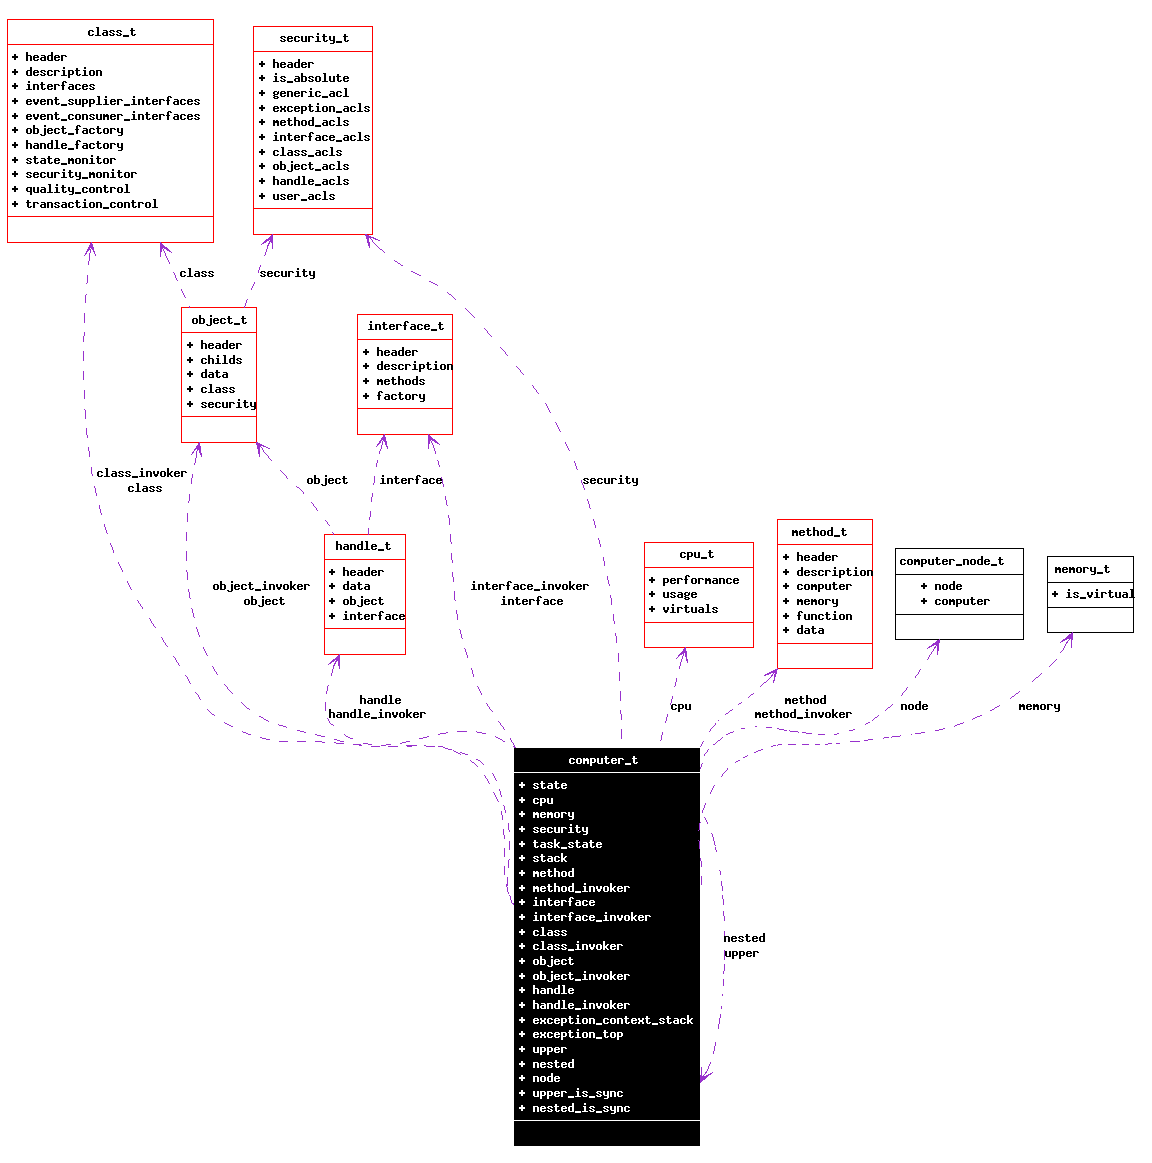 class_t
+ header
+ description
+ interfaces
+ event_supplier_interfaces
+ event_consumer_interfaces
+ object_factory
+ handle_factory
+ state_monitor
+ security_monitor
+ quality_control
+ transaction_control
security_t
+ header
+ is_absolute
+ generic_acl
+ exception_acls
+ method_acls
+ interface_acls
+ class_acls
+ object_acls
+ handle_acls
+ user_acls
class
security
object_t
+ header
+ childs
+ data
+ class
+ security
interface_t
+ header
+ description
+ methods
+ factory
class_invoker
class
object
interface
security
handle_t
+ header
+ data
+ object
+ interface
object_invoker
object
interface_invoker
interface
cpu_t
+ performance
+ usage
+ virtuals
method_t
+ header
+ description
+ computer
+ memory
+ function
+ data
computer_node_t
+ node
+ computer
memory_t
+ is_virtual
handle
handle_invoker
cpu
method
method_invoker
node
memory
computer_t
+ state
+ cpu
+ memory
+ security
+ task_state
+ stack
+ method
+ method_invoker
+ interface
+ interface_invoker
+ class
+ class_invoker
+ object
+ object_invoker
+ handle
+ handle_invoker
+ exception_context_stack
+ exception_top
+ upper
+ nested
+ node
+ upper_is_sync
+ nested_is_sync
nested
upper